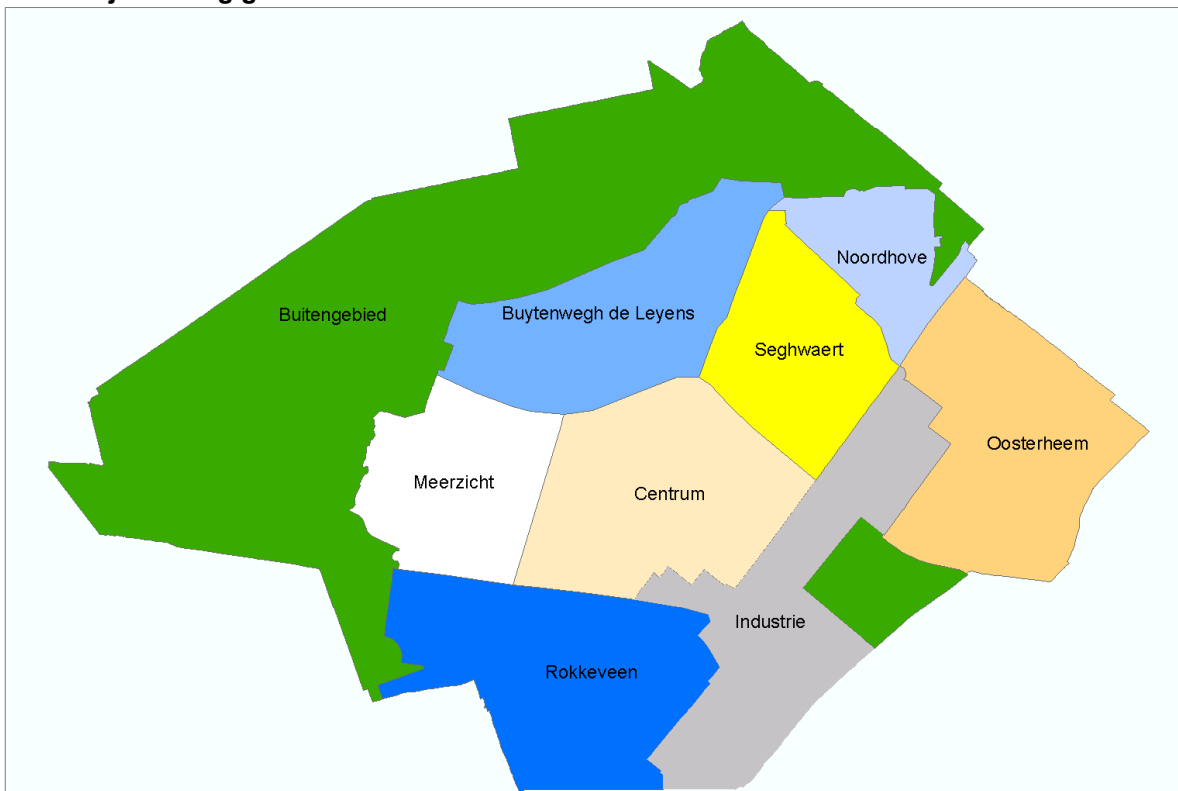 Noordhove
Buitengebied
Buytenwegh de Leyens
Seghwaert
Oosterheem
Meerzicht
Centrum
Industrie
Rokkeveen